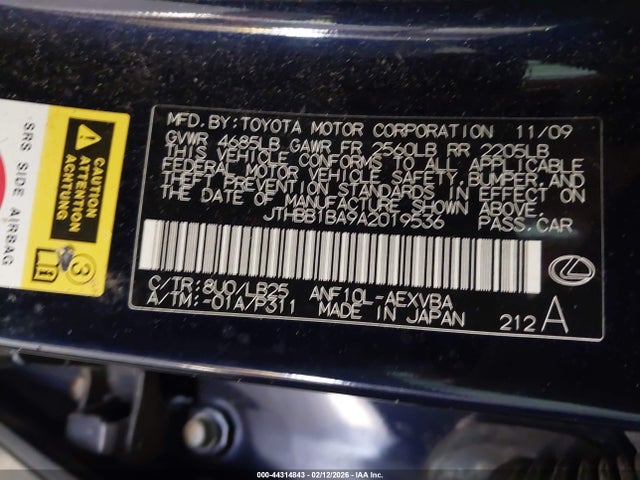 MFD.BY:TOYOTA MOTOR CORPORATION 11/09
GVWR 4685LB GAWR FR 2560LB RR 2205LB
THIS VEHICLE CONFORMS TO ALL APPLICABLE
FEDERAL MOTOR VEHICLE SAFETY,BUMPER,AND
THEFT PREVENTION STANDARDS IN EFFECT ON
THE DATE OF MANUFACTURE SHOWN ABOVE.
JTHBB1BA9A2019536 PASS.CAR
C/TR:8U0/LB25 ANF10L-AEXVBA
A/TM:-01A/P311 MADE IN JAPAN
212A
SRS SIDE AIRBAG
CAUTION
ATTENTION
ACHTUNG
3
000-44314843 - 02/12/2026 - IAA Inc.